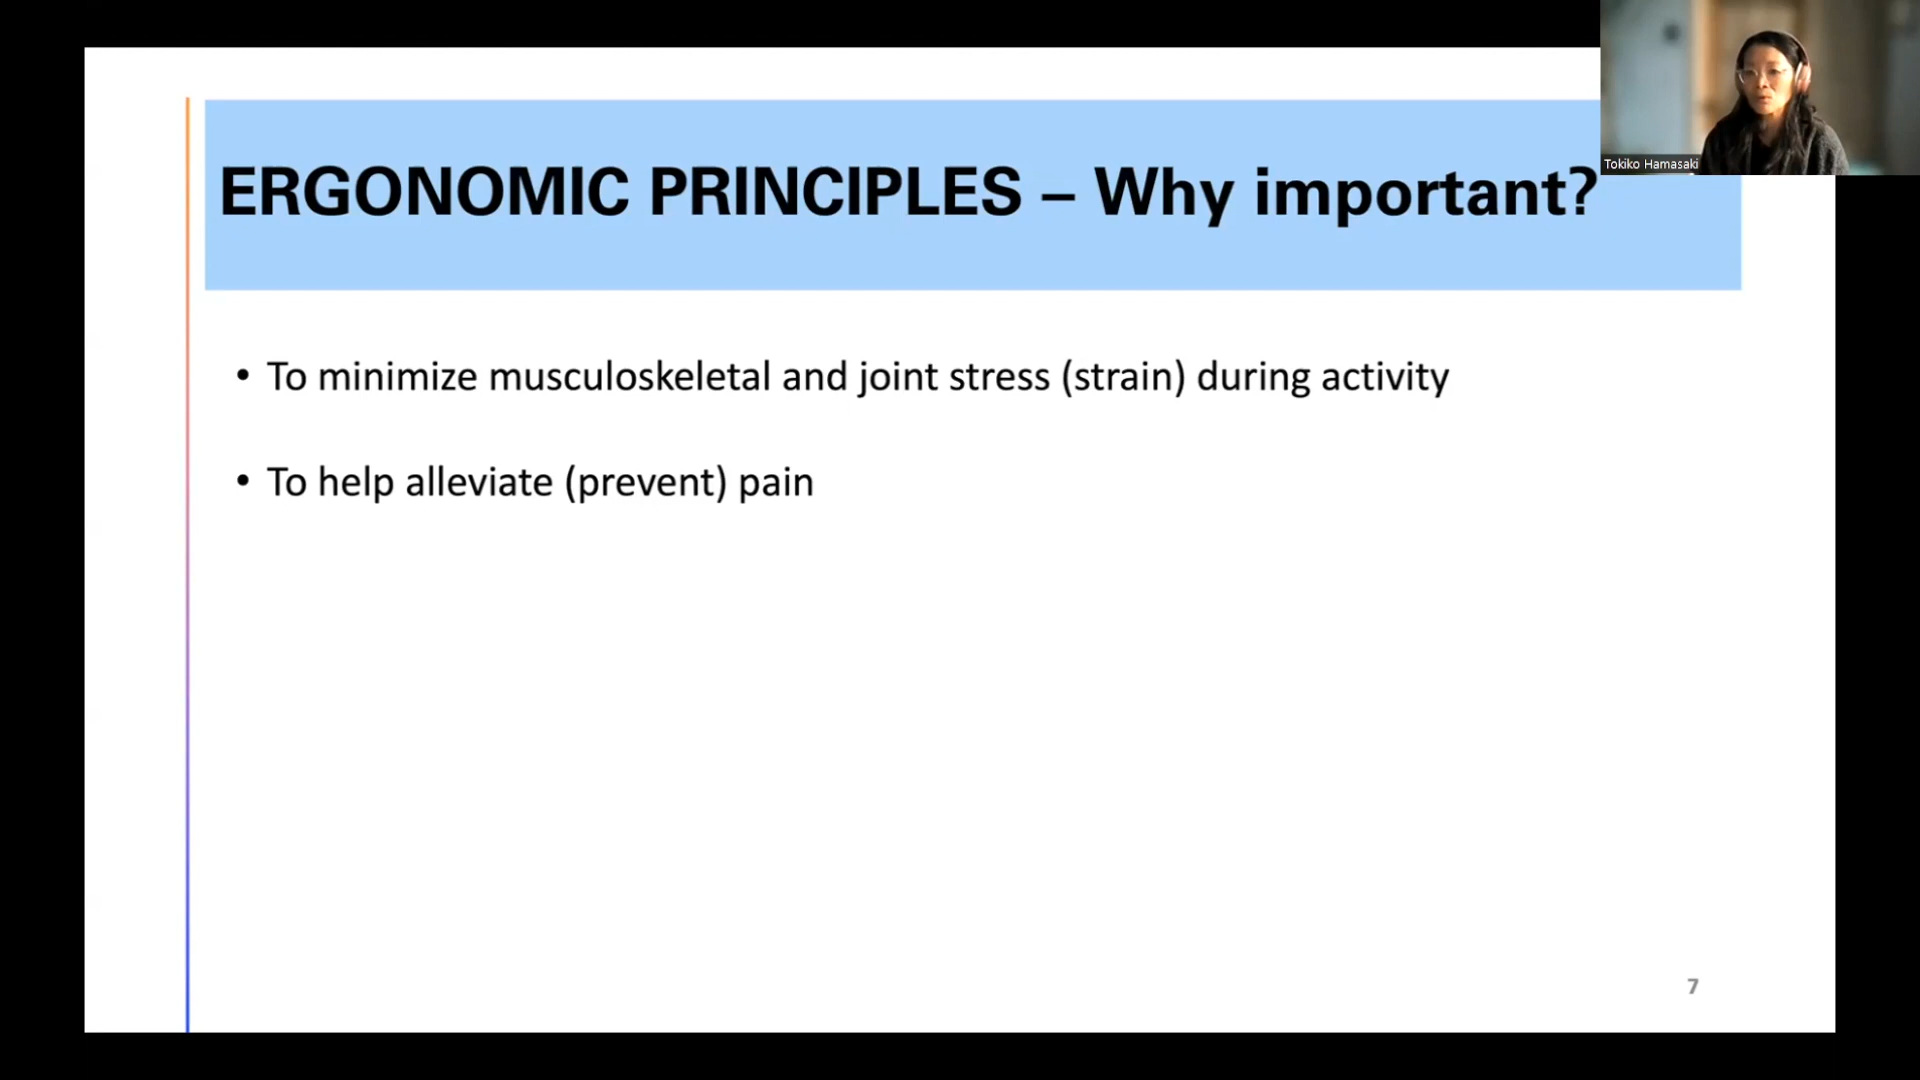 ERGONOMIC PRINCIPLES – Why important?
Tokiko Hamasaki
• To minimize musculoskeletal and joint stress (strain) during activity
• To help alleviate (prevent) pain
7